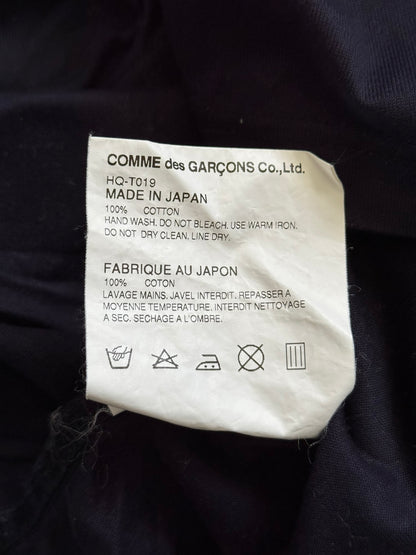 COMME des GARÇONS Co.,Ltd.
HQ-T019
MADE IN JAPAN
100% COTTON
HAND WASH. DO NOT BLEACH. USE WARM IRON.
DO NOT DRY CLEAN. LINE DRY.
FABRIQUE AU JAPON
100% COTON
LAVAGE MAINS. JAVEL INTERDIT. REPASSER A
MOYENNE TEMPERATURE. INTERDIT NETTOYAGE
A SEC. SECHAGE A L'OMBRE.